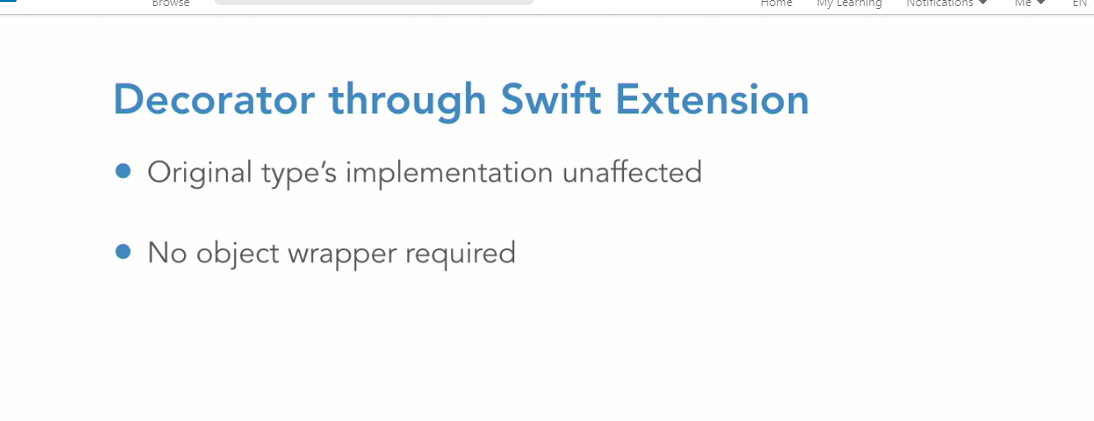 Browse
Home My Learning Notifications Me EN
Decorator through Swift Extension
Original type’s implementation unaffected
No object wrapper required